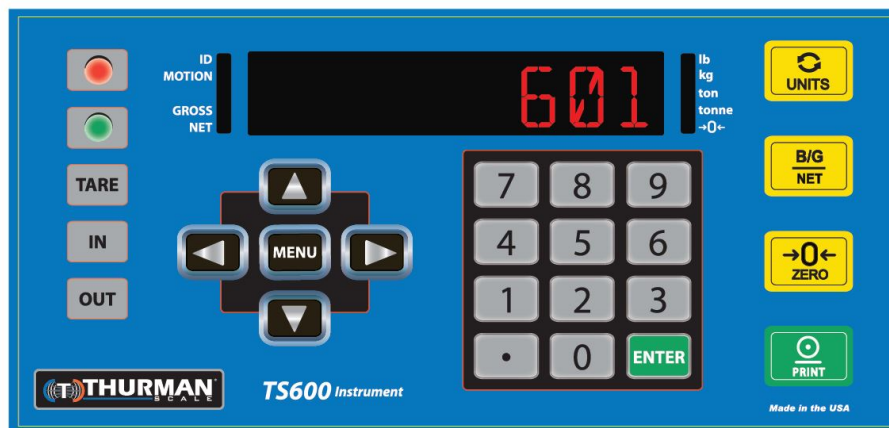 ID
MOTION
GROSS
NET
601
lb
kg
ton
tonne
→0←
UNITS
B/G
NET
→0←
ZERO
PRINT
TARE
IN
OUT
MENU
7 8 9
4 5 6
1 2 3
. 0 ENTER
(T) THURMAN
SCALE
TS600 Instrument
Made in the USA